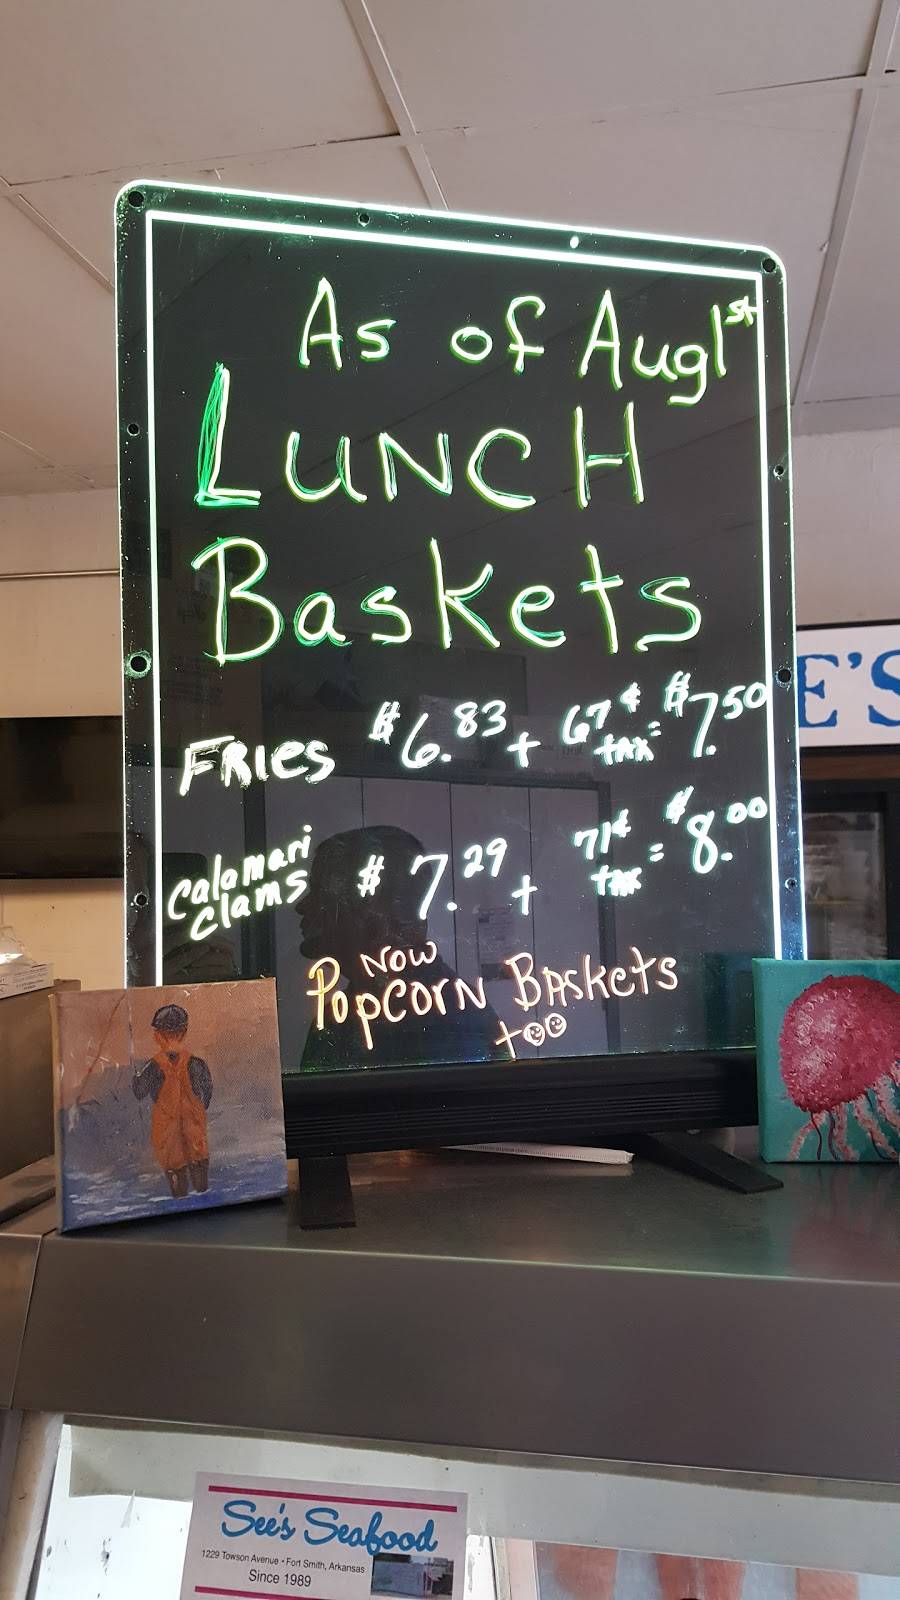 As of Aug 1st
LUNCH
Baskets
FRIes $6.83 + 67¢ tax = $7.50
Calamari
Clams $7.29 + 71¢ tax = $8.00
Now
PopCORN BAskets
too
E'S
See's Seafood
1229 Towson Avenue • Fort Smith, Arkansas
Since 1989